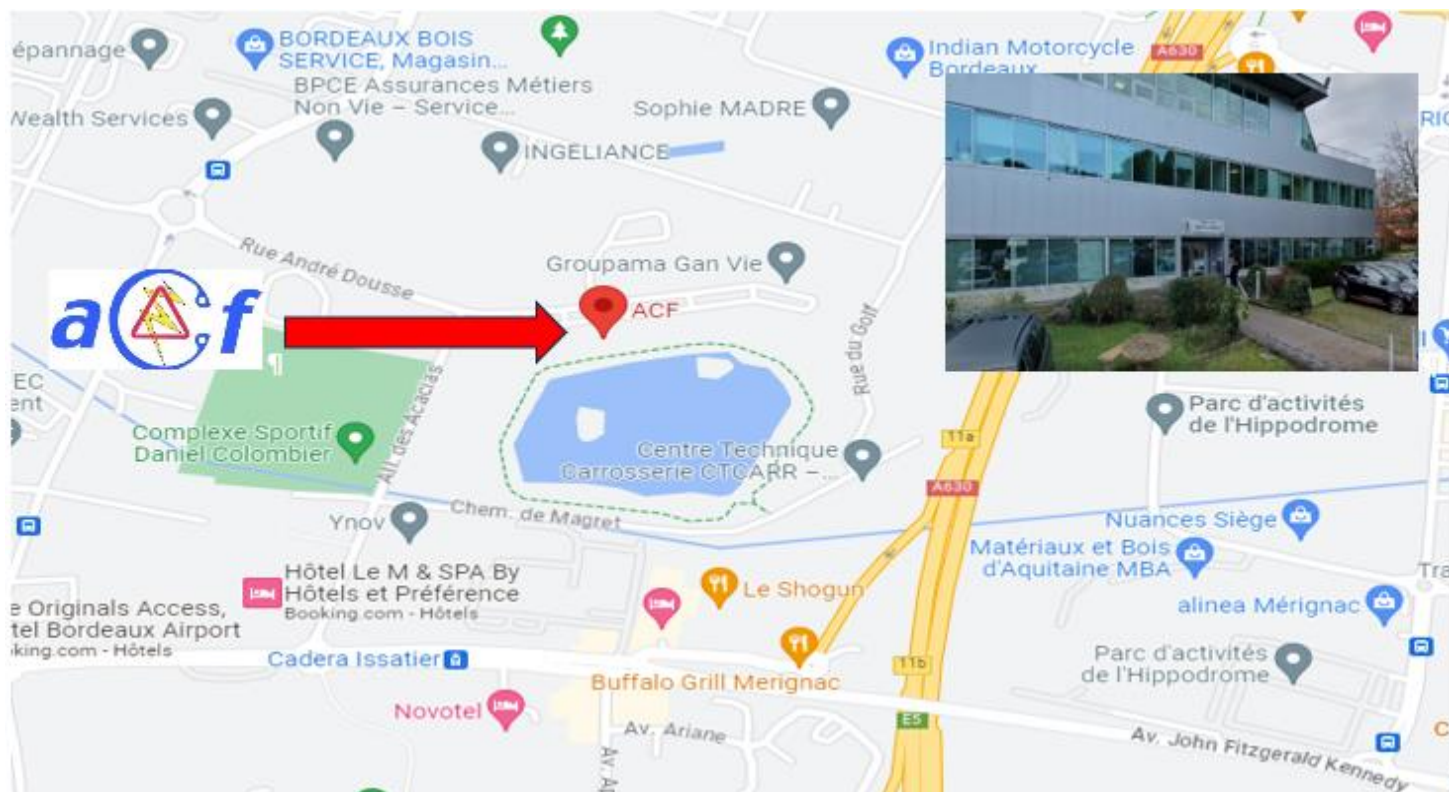 épannage
BORDEAUX BOIS
SERVICE, Magasin...
A630
Indian Motorcycle
Bordeaux
BPCE Assurances Métiers
Non Vie – Service...
Wealth Services
Sophie MADRE
INGELIANCE
Rue André Dousse
Groupama Gan Vie
acf
ACF
Rue du Golf
¶
All. des Acacias
EC
ent
Complexe Sportif
Daniel Colombier
Centre Technique
Carrosserie CTCARR –...
11a
Parc d'activités
de l'Hippodrome
A630
Ynov
Chem. de Magret
Nuances Siège
Matériaux et Bois
d'Aquitaine MBA
Hôtel Le M & SPA By
Hôtels et Préférence
Booking.com - Hôtels
Le Shogun
Tra
e Originals Access,
tel Bordeaux Airport
oking.com - Hôtels
alinea Mérignac
Cadera Issatier
11b
Parc d'activités
de l'Hippodrome
Buffalo Grill Merignac
Novotel
E5
Av. Ariane
Av. John Fitzgerald Kennedy